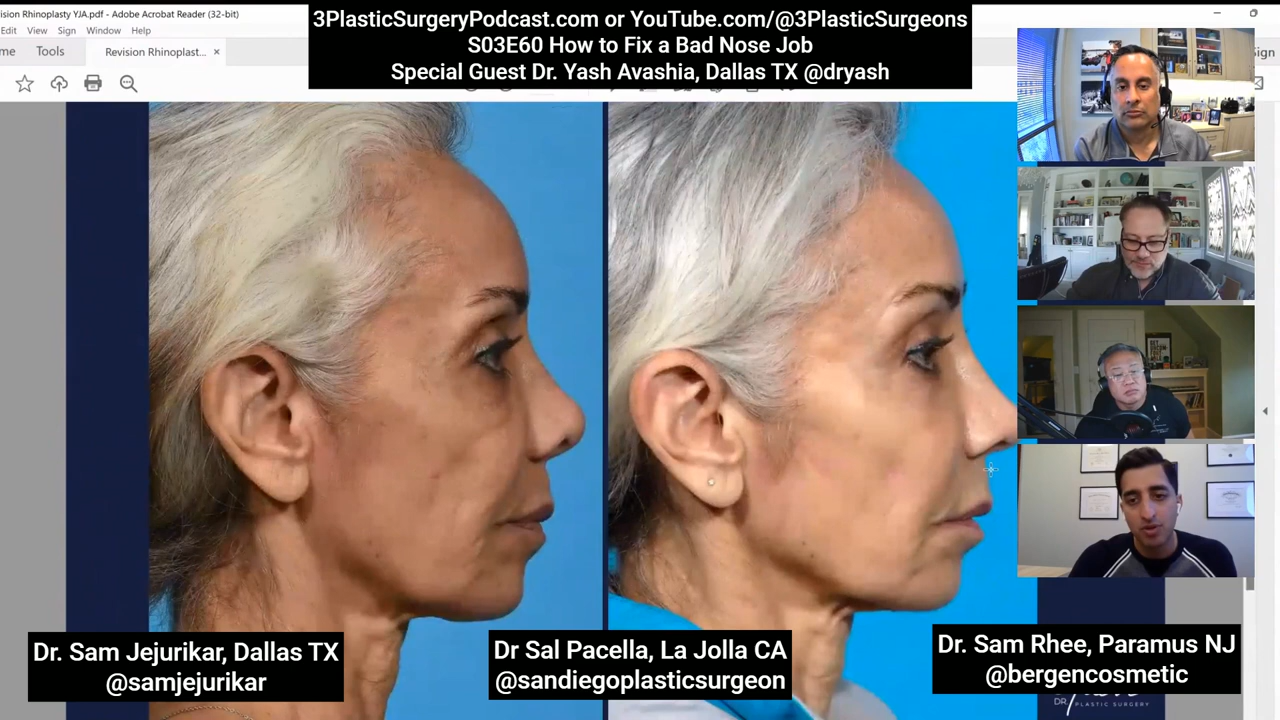 ision Rhinoplasty YJA.pdf - Adobe Acrobat Reader (32-bit)
Edit View Sign Window Help
me Tools Revision Rhinoplast... ×
Sign
3PlasticSurgeryPodcast.com or YouTube.com/@3PlasticSurgeons
S03E60 How to Fix a Bad Nose Job
Special Guest Dr. Yash Avashia, Dallas TX @dryash
Dr. Sam Jejurikar, Dallas TX
@samjejurikar
Dr Sal Pacella, La Jolla CA
@sandiegoplasticsurgeon
Dr. Sam Rhee, Paramus NJ
@bergencosmetic
DR. PLASTIC SURGERY